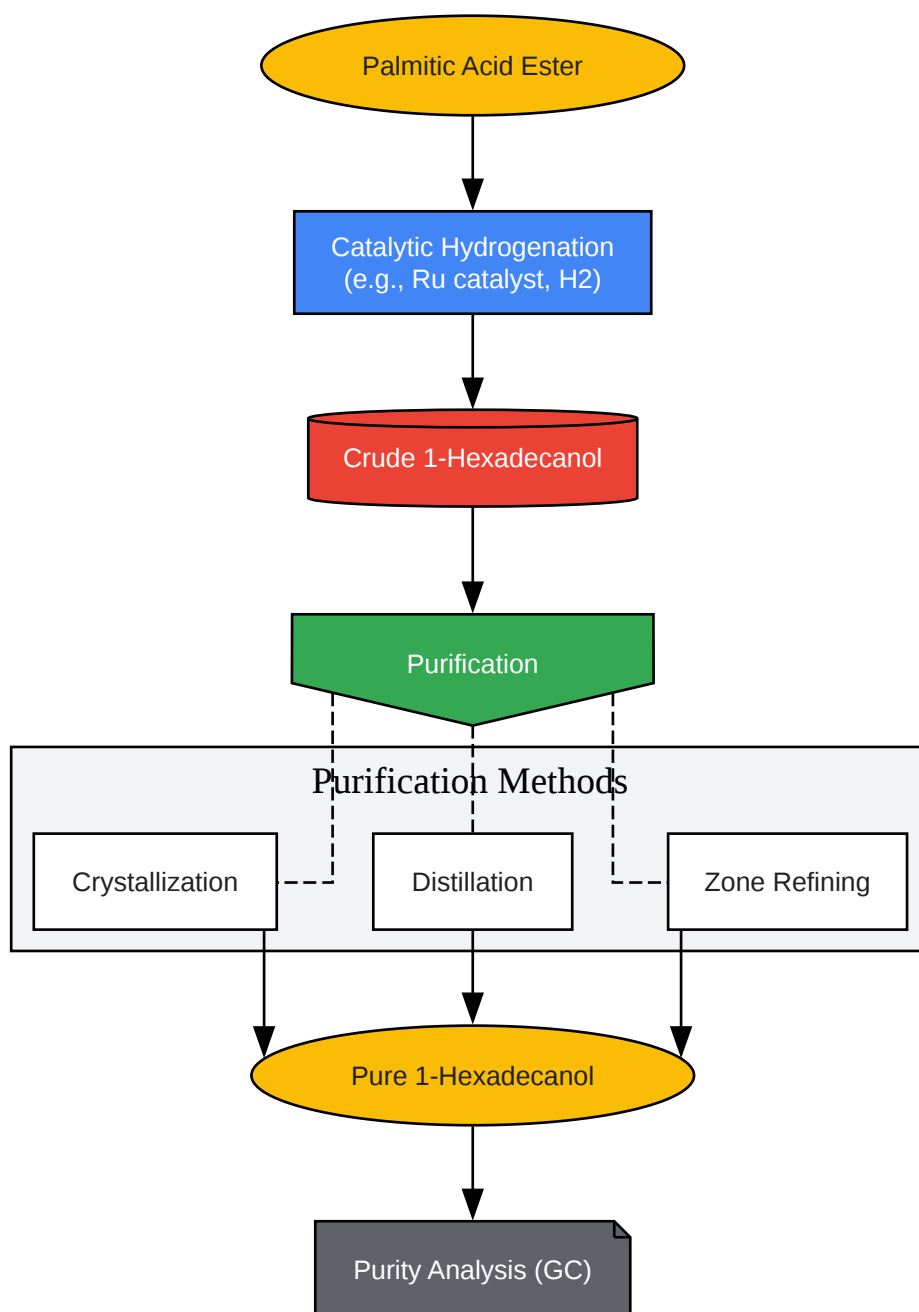 Palmitic Acid Ester
Catalytic Hydrogenation
(e.g., Ru catalyst, H2)
Crude 1-Hexadecanol
Purification
Purification Methods
Crystallization
Distillation
Zone Refining
Pure 1-Hexadecanol
Purity Analysis (GC)